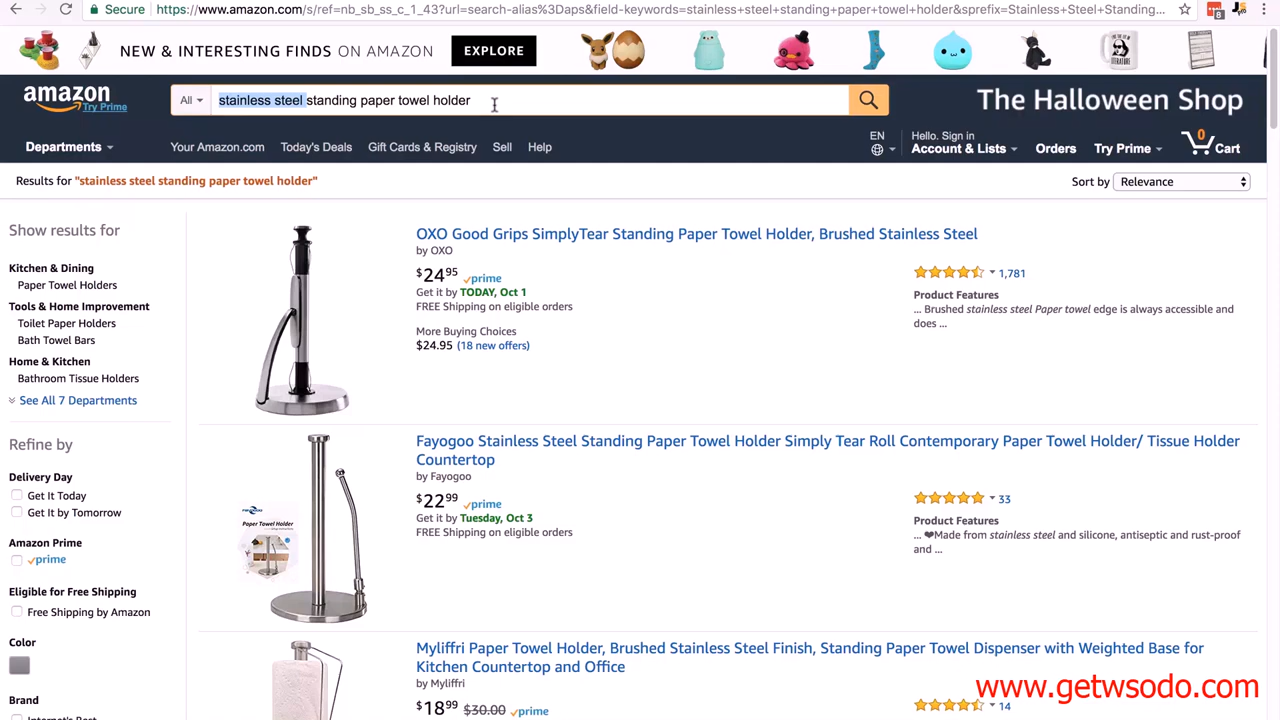 Secure https://www.amazon.com/s/ref=nb_sb_ss_c_1_43?url=search-alias%3Daps&field-keywords=stainless+steel+standing+paper+towel+holder&sprefix=Stainless+Steel+Standing...
8
NEW & INTERESTING FINDS ON AMAZON
EXPLORE
amazon
Try Prime
All
stainless steel standing paper towel holder
The Halloween Shop
Departments
Your Amazon.com
Today's Deals
Gift Cards & Registry
Sell
Help
EN
Hello. Sign in
Account & Lists
Orders
Try Prime
0
Cart
Results for "stainless steel standing paper towel holder"
Sort by
Relevance
Show results for
Kitchen & Dining
Paper Towel Holders
Tools & Home Improvement
Toilet Paper Holders
Bath Towel Bars
Home & Kitchen
Bathroom Tissue Holders
See All 7 Departments
Refine by
Delivery Day
Get It Today
Get It by Tomorrow
Amazon Prime
prime
Eligible for Free Shipping
Free Shipping by Amazon
Color
Brand
OXO Good Grips SimplyTear Standing Paper Towel Holder, Brushed Stainless Steel
by OXO
$24 95 prime
Get it by TODAY, Oct 1
FREE Shipping on eligible orders
More Buying Choices
$24.95 (18 new offers)
1,781
Product Features
... Brushed stainless steel Paper towel edge is always accessible and
does ...
Paper Towel Holder
Fayogoo Stainless Steel Standing Paper Towel Holder Simply Tear Roll Contemporary Paper Towel Holder/ Tissue Holder
Countertop
by Fayogoo
$22 99 prime
Get it by Tuesday, Oct 3
FREE Shipping on eligible orders
33
Product Features
... ❤Made from stainless steel and silicone, antiseptic and rust-proof
and ...
Myliffri Paper Towel Holder, Brushed Stainless Steel Finish, Standing Paper Towel Dispenser with Weighted Base for
Kitchen Countertop and Office
by Myliffri
$18 99 $30.00 prime
14
www.getwsodo.com